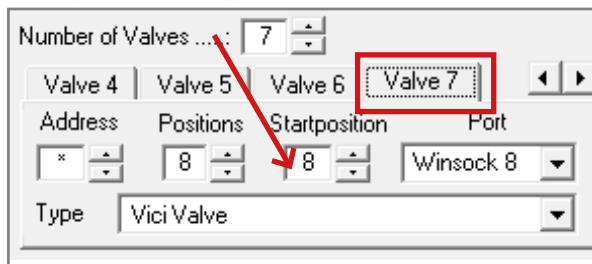 Number of Valves ....: 7
Valve 4 Valve 5 Valve 6 Valve 7
Address Positions Startposition Port
* 8 8 Winsock 8
Type Vici Valve